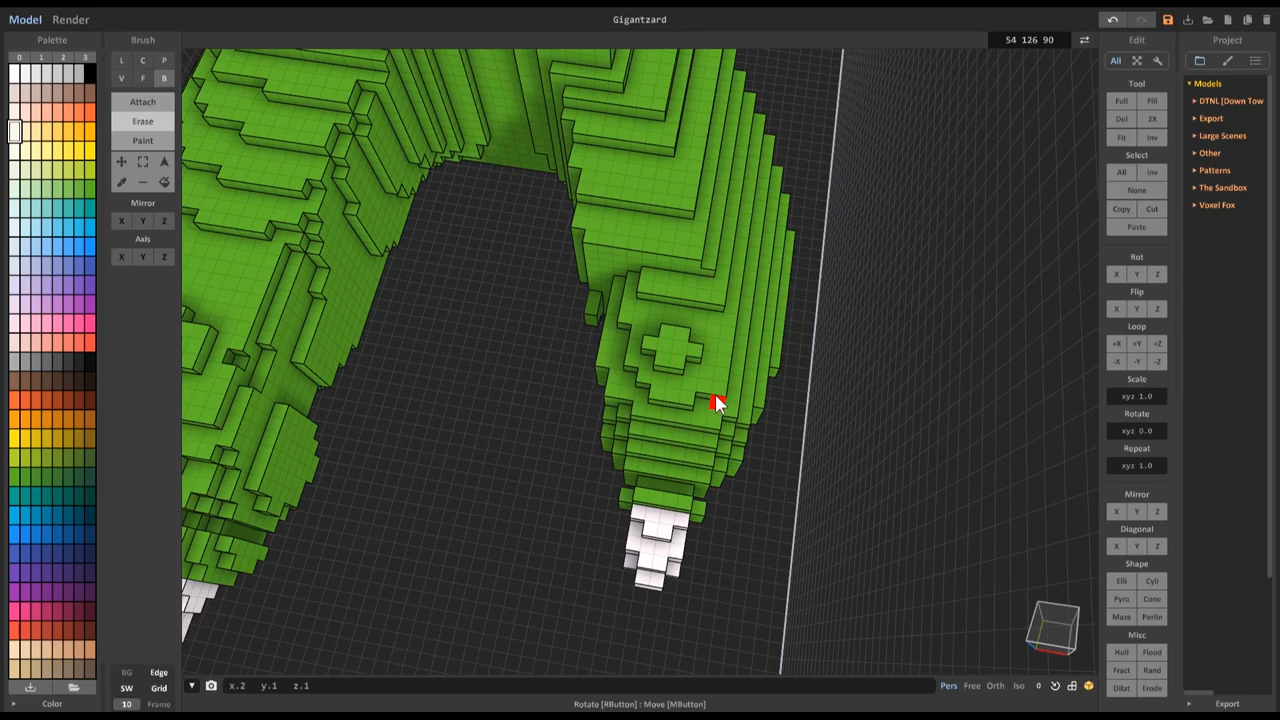 Model Render
Gigantzard
Palette
Brush
54 126 90
Edit
Project
0 1 2 3
L C P
V F B
Attach
Erase
Paint
Mirror
X Y Z
Axis
X Y Z
All
Tool
Full Fill
Del 2X
Fit Inv
Select
All Inv
None
Copy Cut
Paste
Rot
X Y Z
Flip
X Y Z
Loop
+X +Y +Z
-X -Y -Z
Scale
xyz 1.0
Rotate
xyz 0.0
Repeat
xyz 1.0
Mirror
X Y Z
Diagonal
X Y Z
Shape
Elli Cyli
Pyra Cone
Maze Perlin
Misc
Hull Flood
Fract Rand
Dilat Erode
Models
DTNL [Down Tow
Export
Large Scenes
Other
Patterns
The Sandbox
Voxel Fox
BG Edge
SW Grid
10 Frame
x.2 y.1 z.1
Pers Free Orth Iso 0
Color
Rotate [RButton] : Move [MButton]
Export